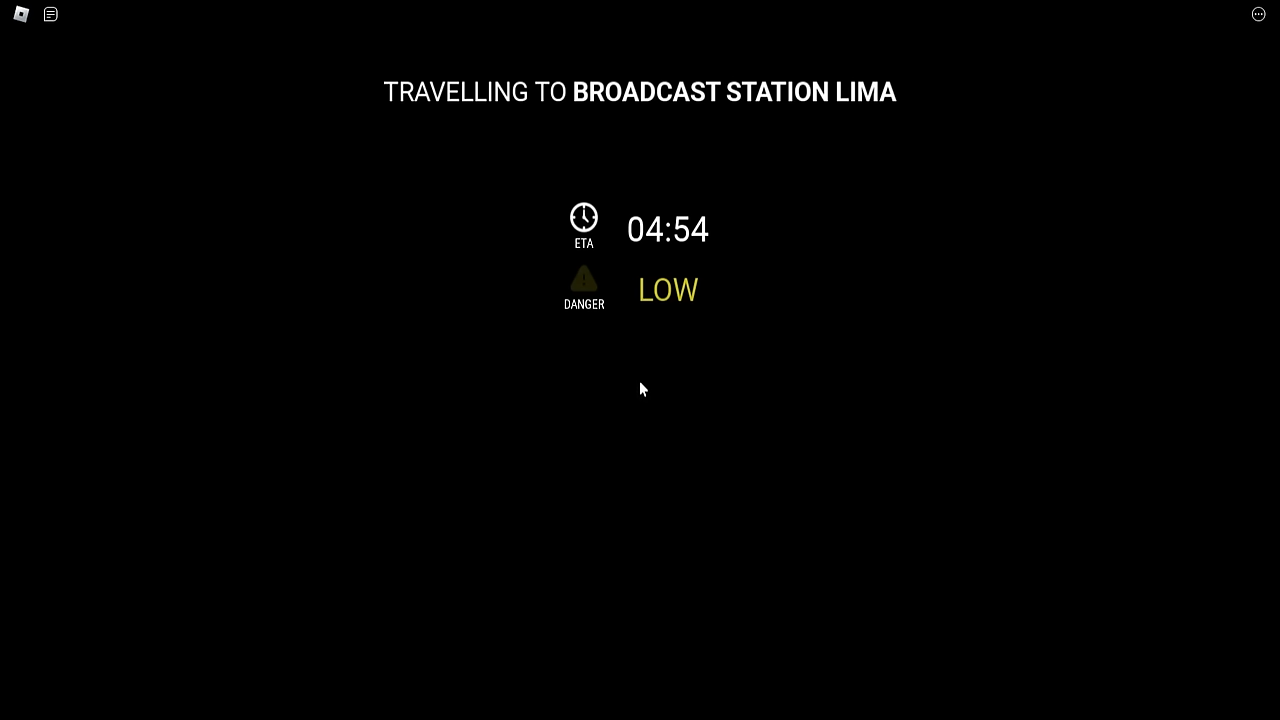 TRAVELLING TO BROADCAST STATION LIMA
04:54
ETA
LOW
DANGER